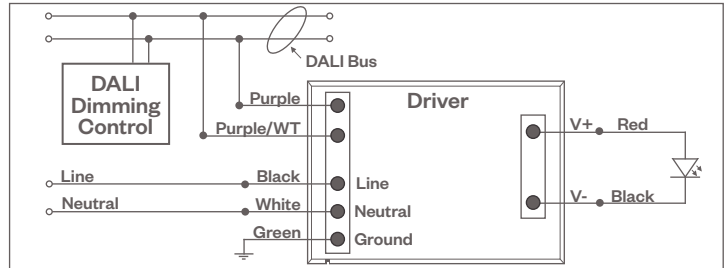 DALI Bus
DALI
Dimming
Control
Driver
Purple
Purple/WT
V+ Red
Line Black Line
Neutral White Neutral
V- Black
Green Ground